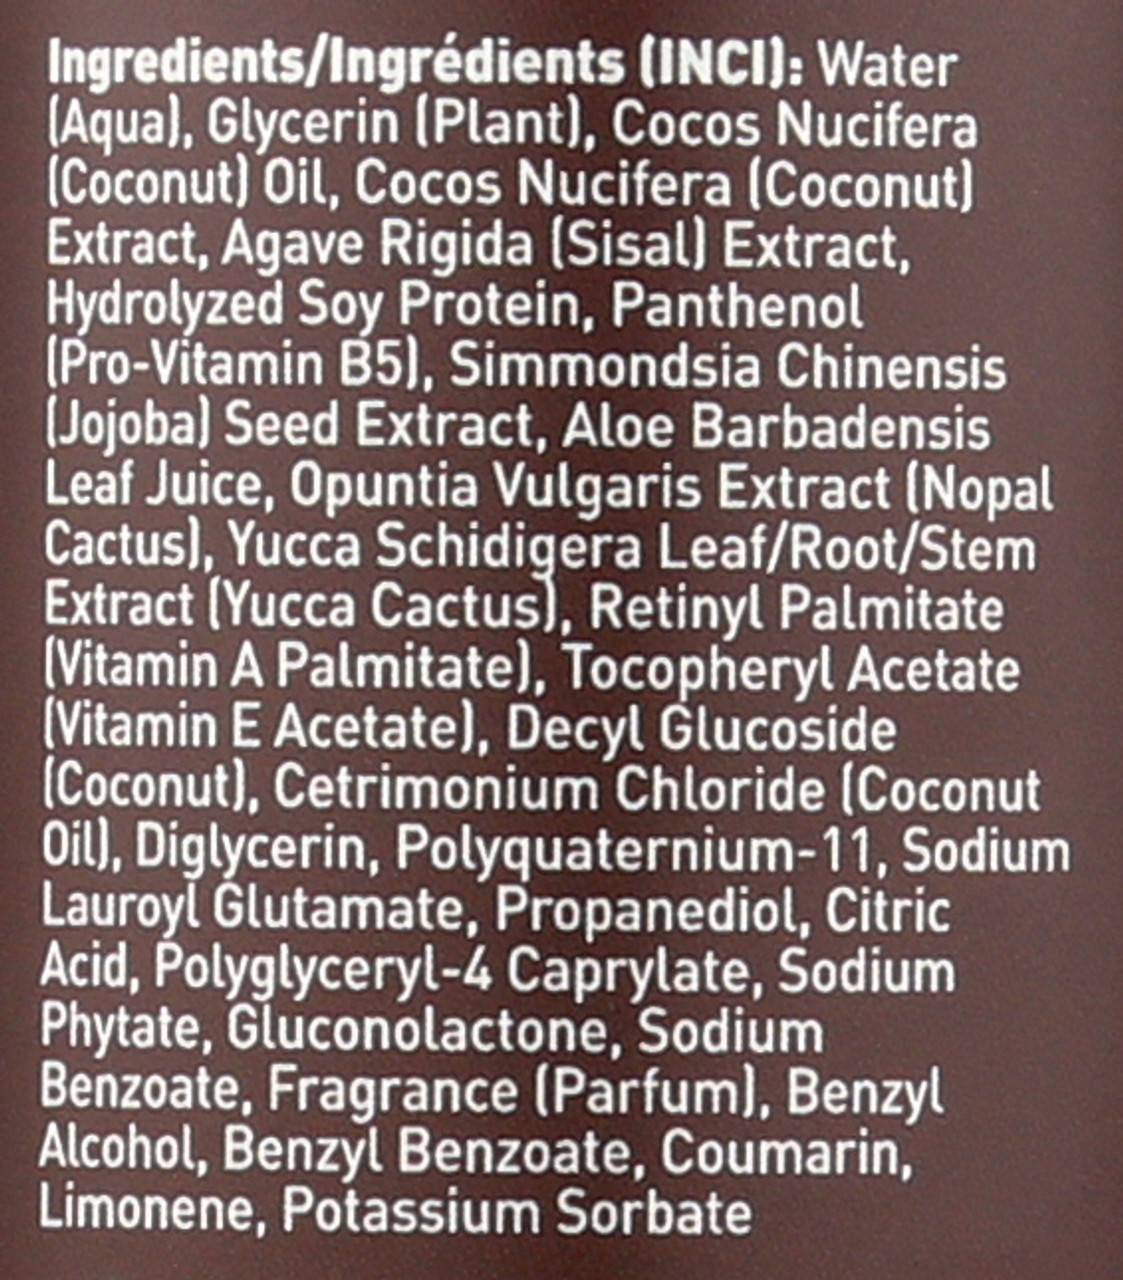 Ingredients/Ingrédients (INCI): Water
(Aqua), Glycerin (Plant), Cocos Nucifera
(Coconut) Oil, Cocos Nucifera (Coconut)
Extract, Agave Rigida (Sisal) Extract,
Hydrolyzed Soy Protein, Panthenol
(Pro-Vitamin B5), Simmondsia Chinensis
(Jojoba) Seed Extract, Aloe Barbadensis
Leaf Juice, Opuntia Vulgaris Extract (Nopal
Cactus), Yucca Schidigera Leaf/Root/Stem
Extract (Yucca Cactus), Retinyl Palmitate
(Vitamin A Palmitate), Tocopheryl Acetate
(Vitamin E Acetate), Decyl Glucoside
(Coconut), Cetrimonium Chloride (Coconut
Oil), Diglycerin, Polyquaternium-11, Sodium
Lauroyl Glutamate, Propanediol, Citric
Acid, Polyglyceryl-4 Caprylate, Sodium
Phytate, Gluconolactone, Sodium
Benzoate, Fragrance (Parfum), Benzyl
Alcohol, Benzyl Benzoate, Coumarin,
Limonene, Potassium Sorbate